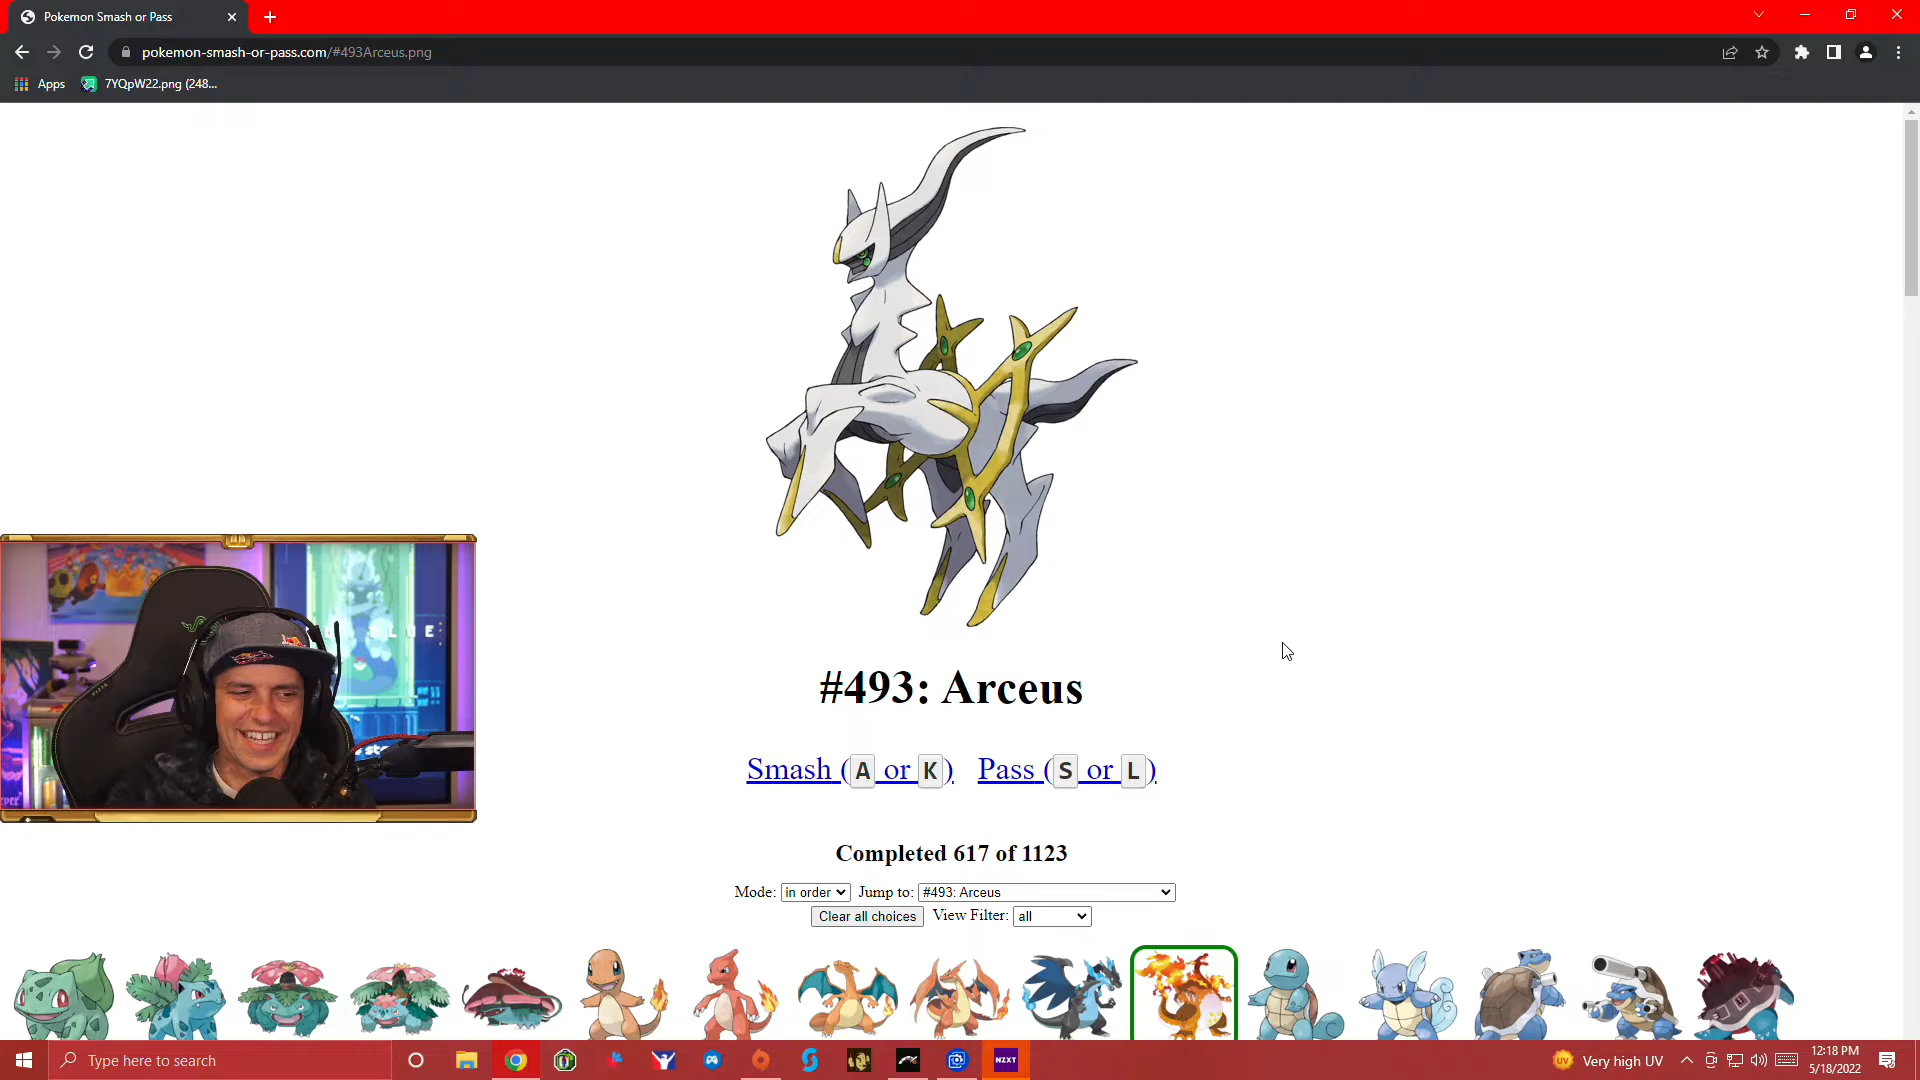 Pokemon Smash or Pass
pokemon-smash-or-pass.com/#493Arceus.png
Apps
7YQpW22.png (248...
#493: Arceus
Smash (A or K) Pass (S or L)
Completed 617 of 1123
Mode: in order Jump to: #493: Arceus
Clear all choices View Filter: all
Type here to search
NZXT
UV
Very high UV
12:18 PM
5/18/2022